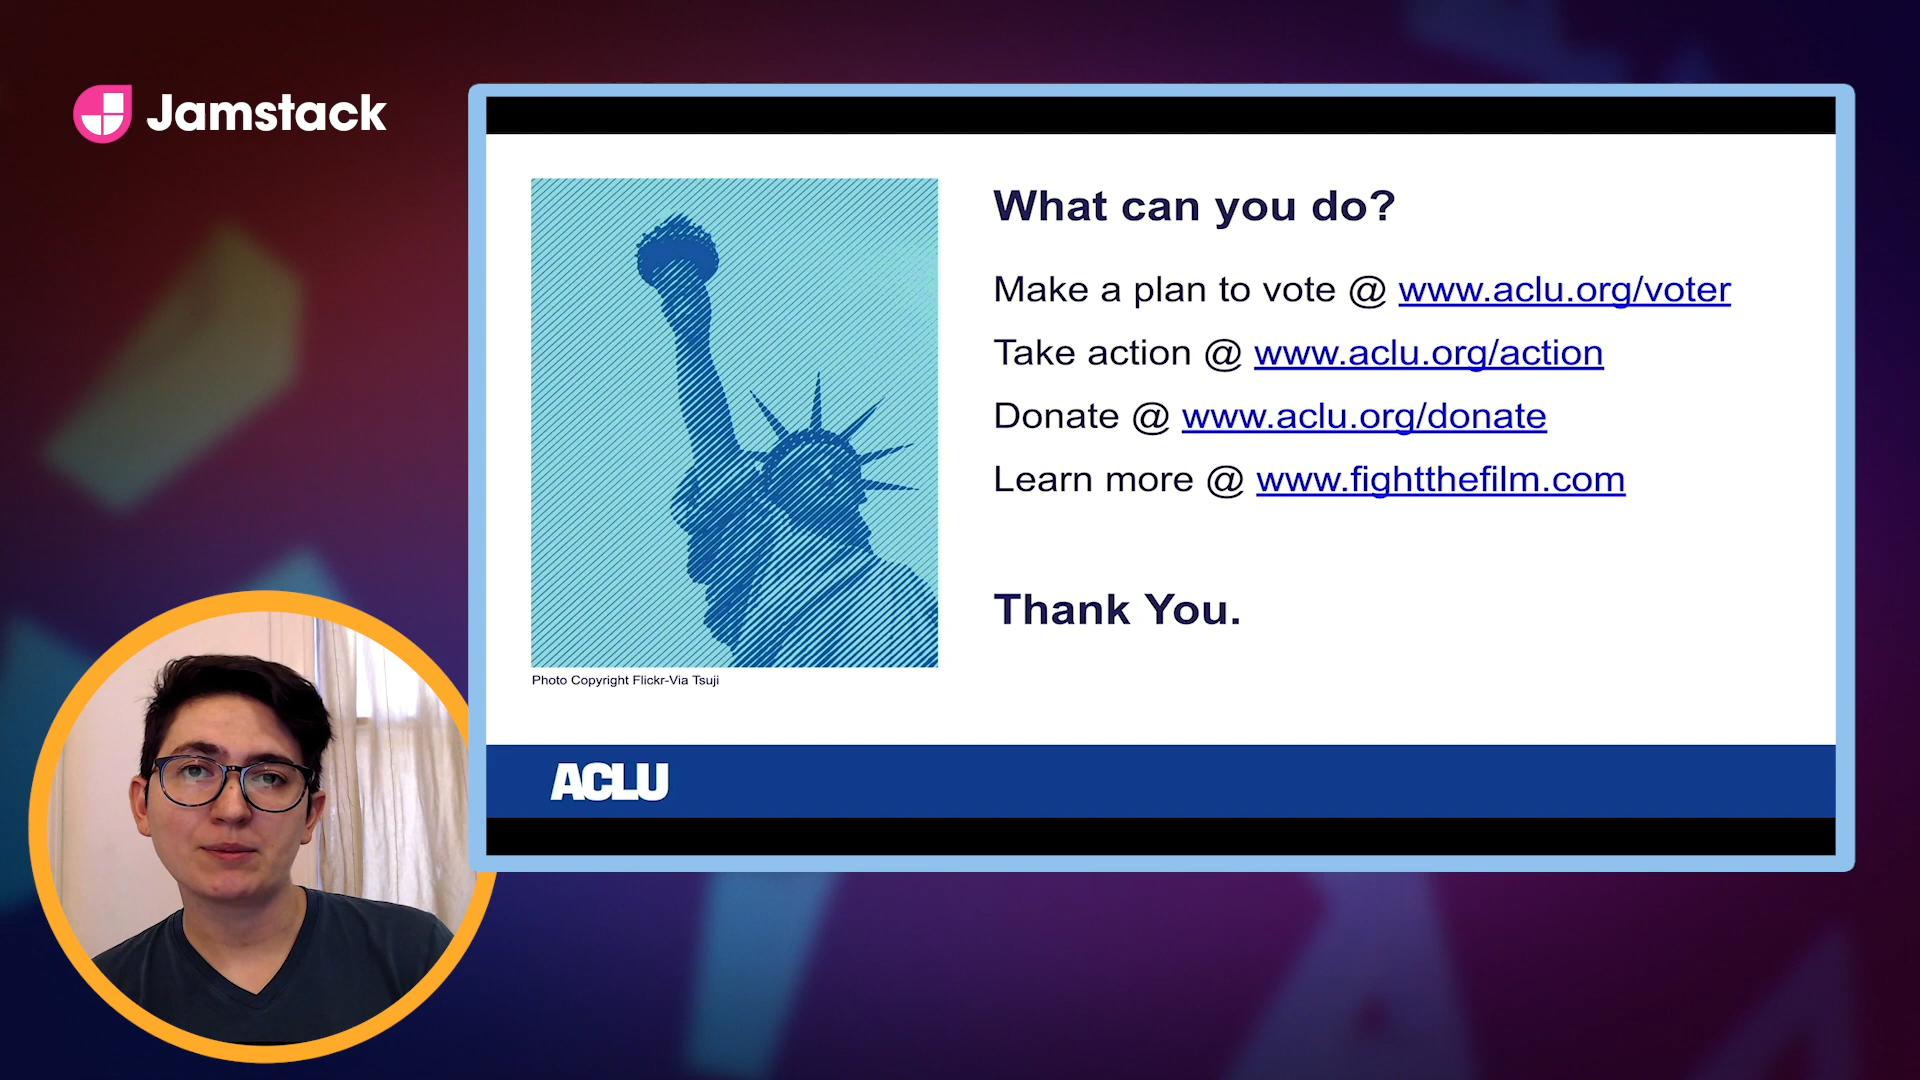 Jamstack
What can you do?
Make a plan to vote @ www.aclu.org/voter
Take action @ www.aclu.org/action
Donate @ www.aclu.org/donate
Learn more @ www.fightthefilm.com
Thank You.
Photo Copyright Flickr-Via Tsuji
ACLU